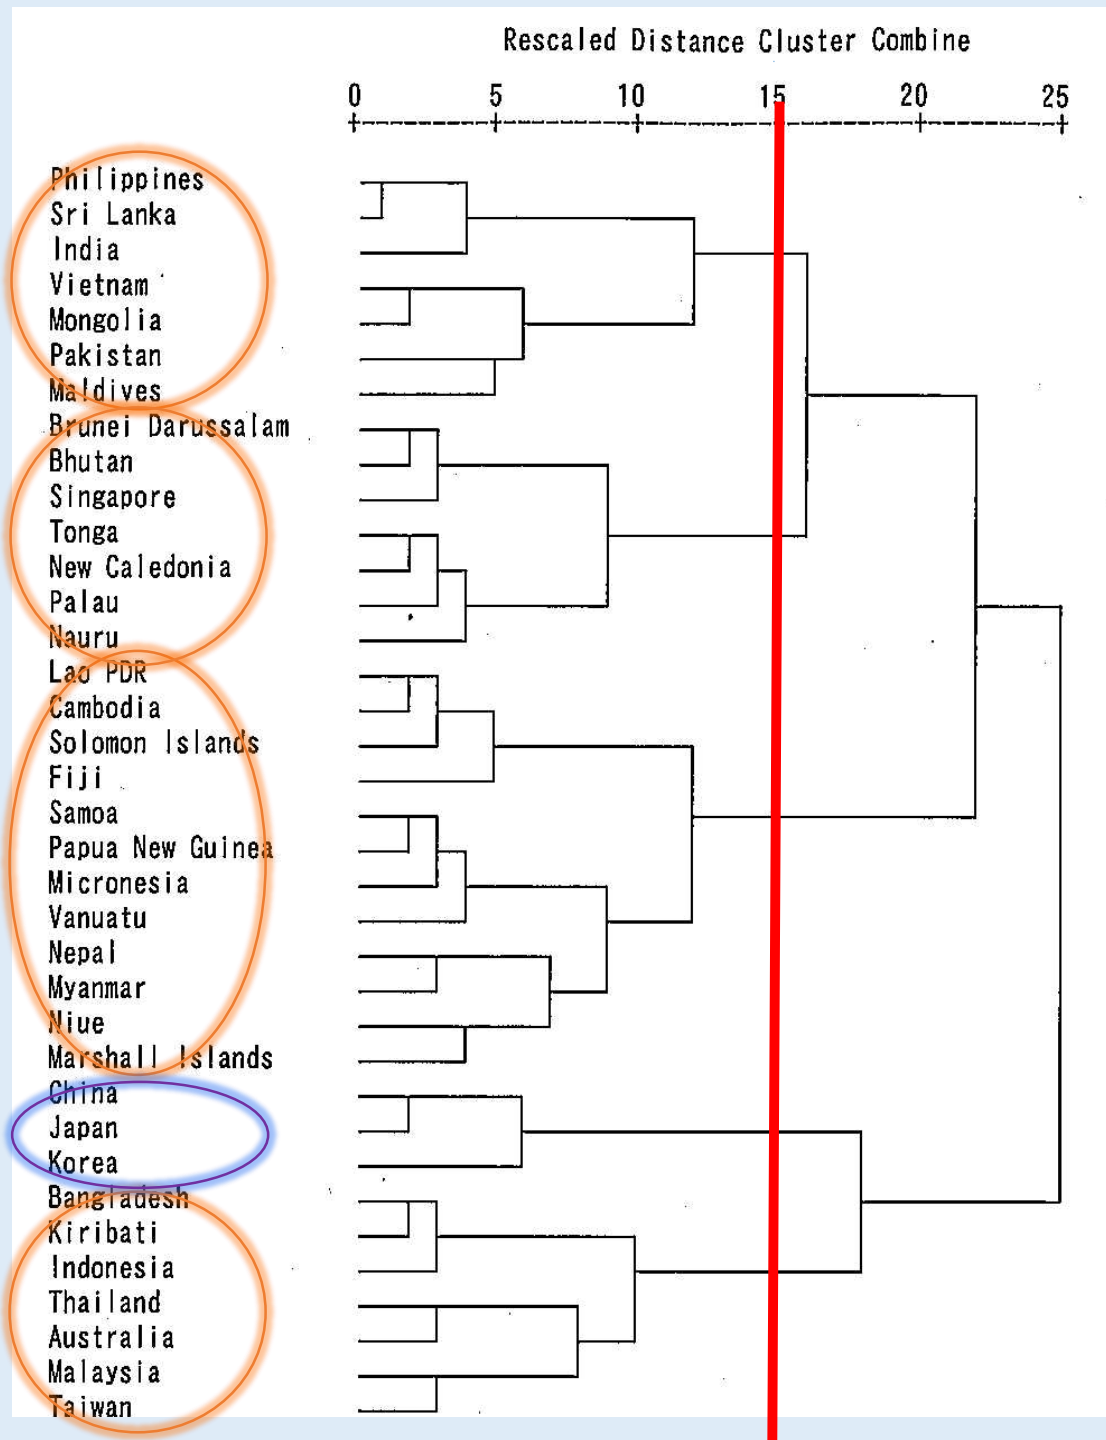 Rescaled Distance Cluster Combine
0 5 10 15 20 25
Philippines
Sri Lanka
India
Vietnam
Mongolia
Pakistan
Maldives
Brunei Darussalam
Bhutan
Singapore
Tonga
New Caledonia
Palau
Nauru
Lao PDR
Cambodia
Solomon Islands
Fiji
Samoa
Papua New Guinea
Micronesia
Vanuatu
Nepal
Myanmar
Niue
Marshall Islands
China
Japan
Korea
Bangladesh
Kiribati
Indonesia
Thailand
Australia
Malaysia
Taiwan